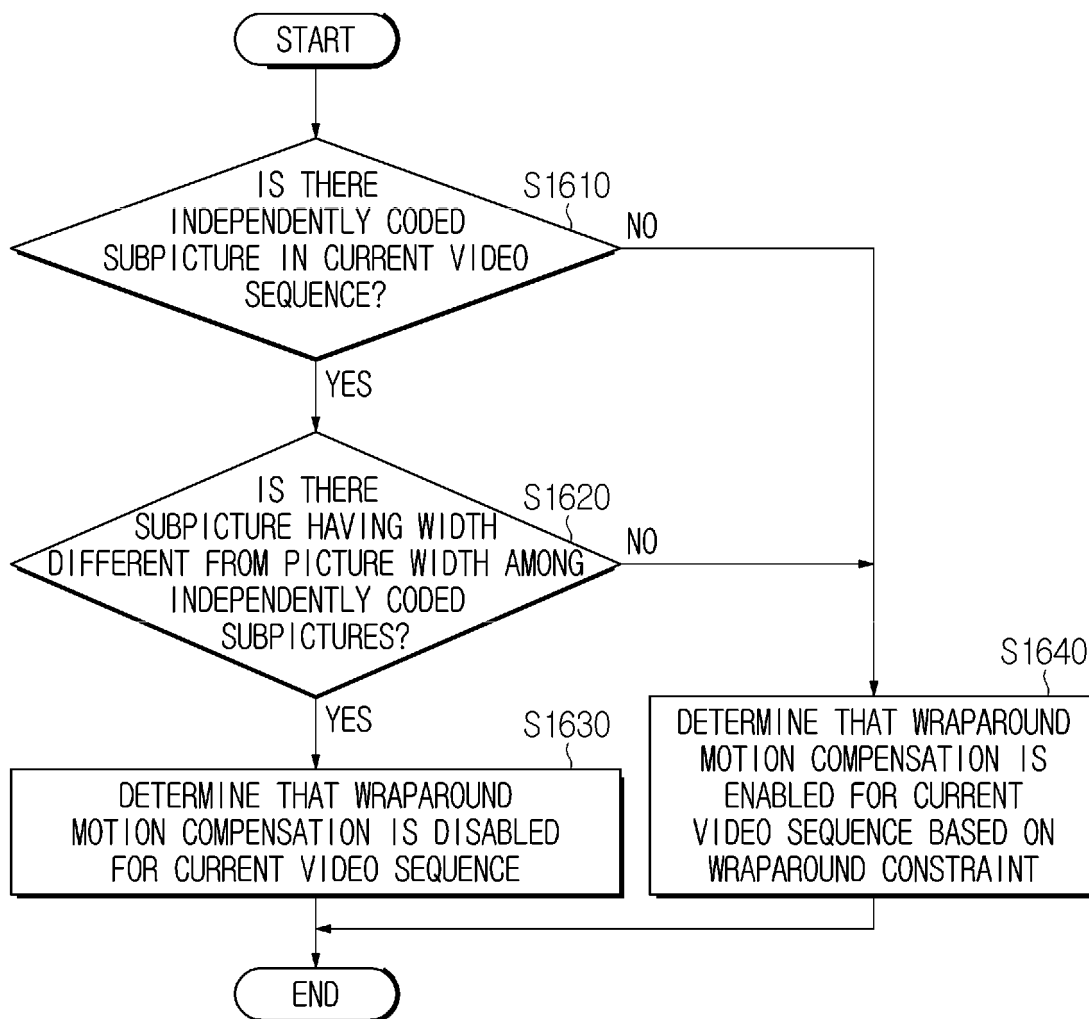 START
IS THERE
INDEPENDENTLY CODED
SUBPICTURE IN CURRENT VIDEO
SEQUENCE?
S1610
NO
YES
IS THERE
SUBPICTURE HAVING WIDTH
DIFFERENT FROM PICTURE WIDTH AMONG
INDEPENDENTLY CODED
SUBPICTURES?
S1620
NO
YES
S1630
DETERMINE THAT WRAPAROUND
MOTION COMPENSATION IS DISABLED
FOR CURRENT VIDEO SEQUENCE
S1640
DETERMINE THAT WRAPAROUND
MOTION COMPENSATION IS
ENABLED FOR CURRENT
VIDEO SEQUENCE BASED ON
WRAPAROUND CONSTRAINT
END